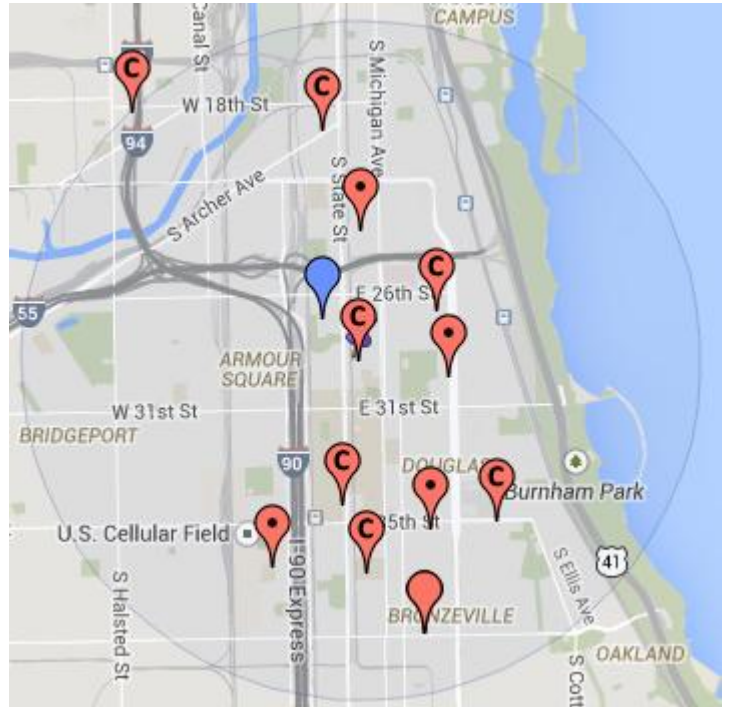 CAMPUS
Canal St
S Michigan Ave
C
C
W 18th St
94
S State St
S Archer Ave
C
E 26th St
55
C
ARMOUR
SQUARE
W 31st St
E 31st St
BRIDGEPORT
90
C
DOUGLAS
C
Burnham Park
U.S. Cellular Field
35th St
C
I-90 Express
41
S Halsted St
S Ellis Ave
BRONZEVILLE
OAKLAND
S Cott